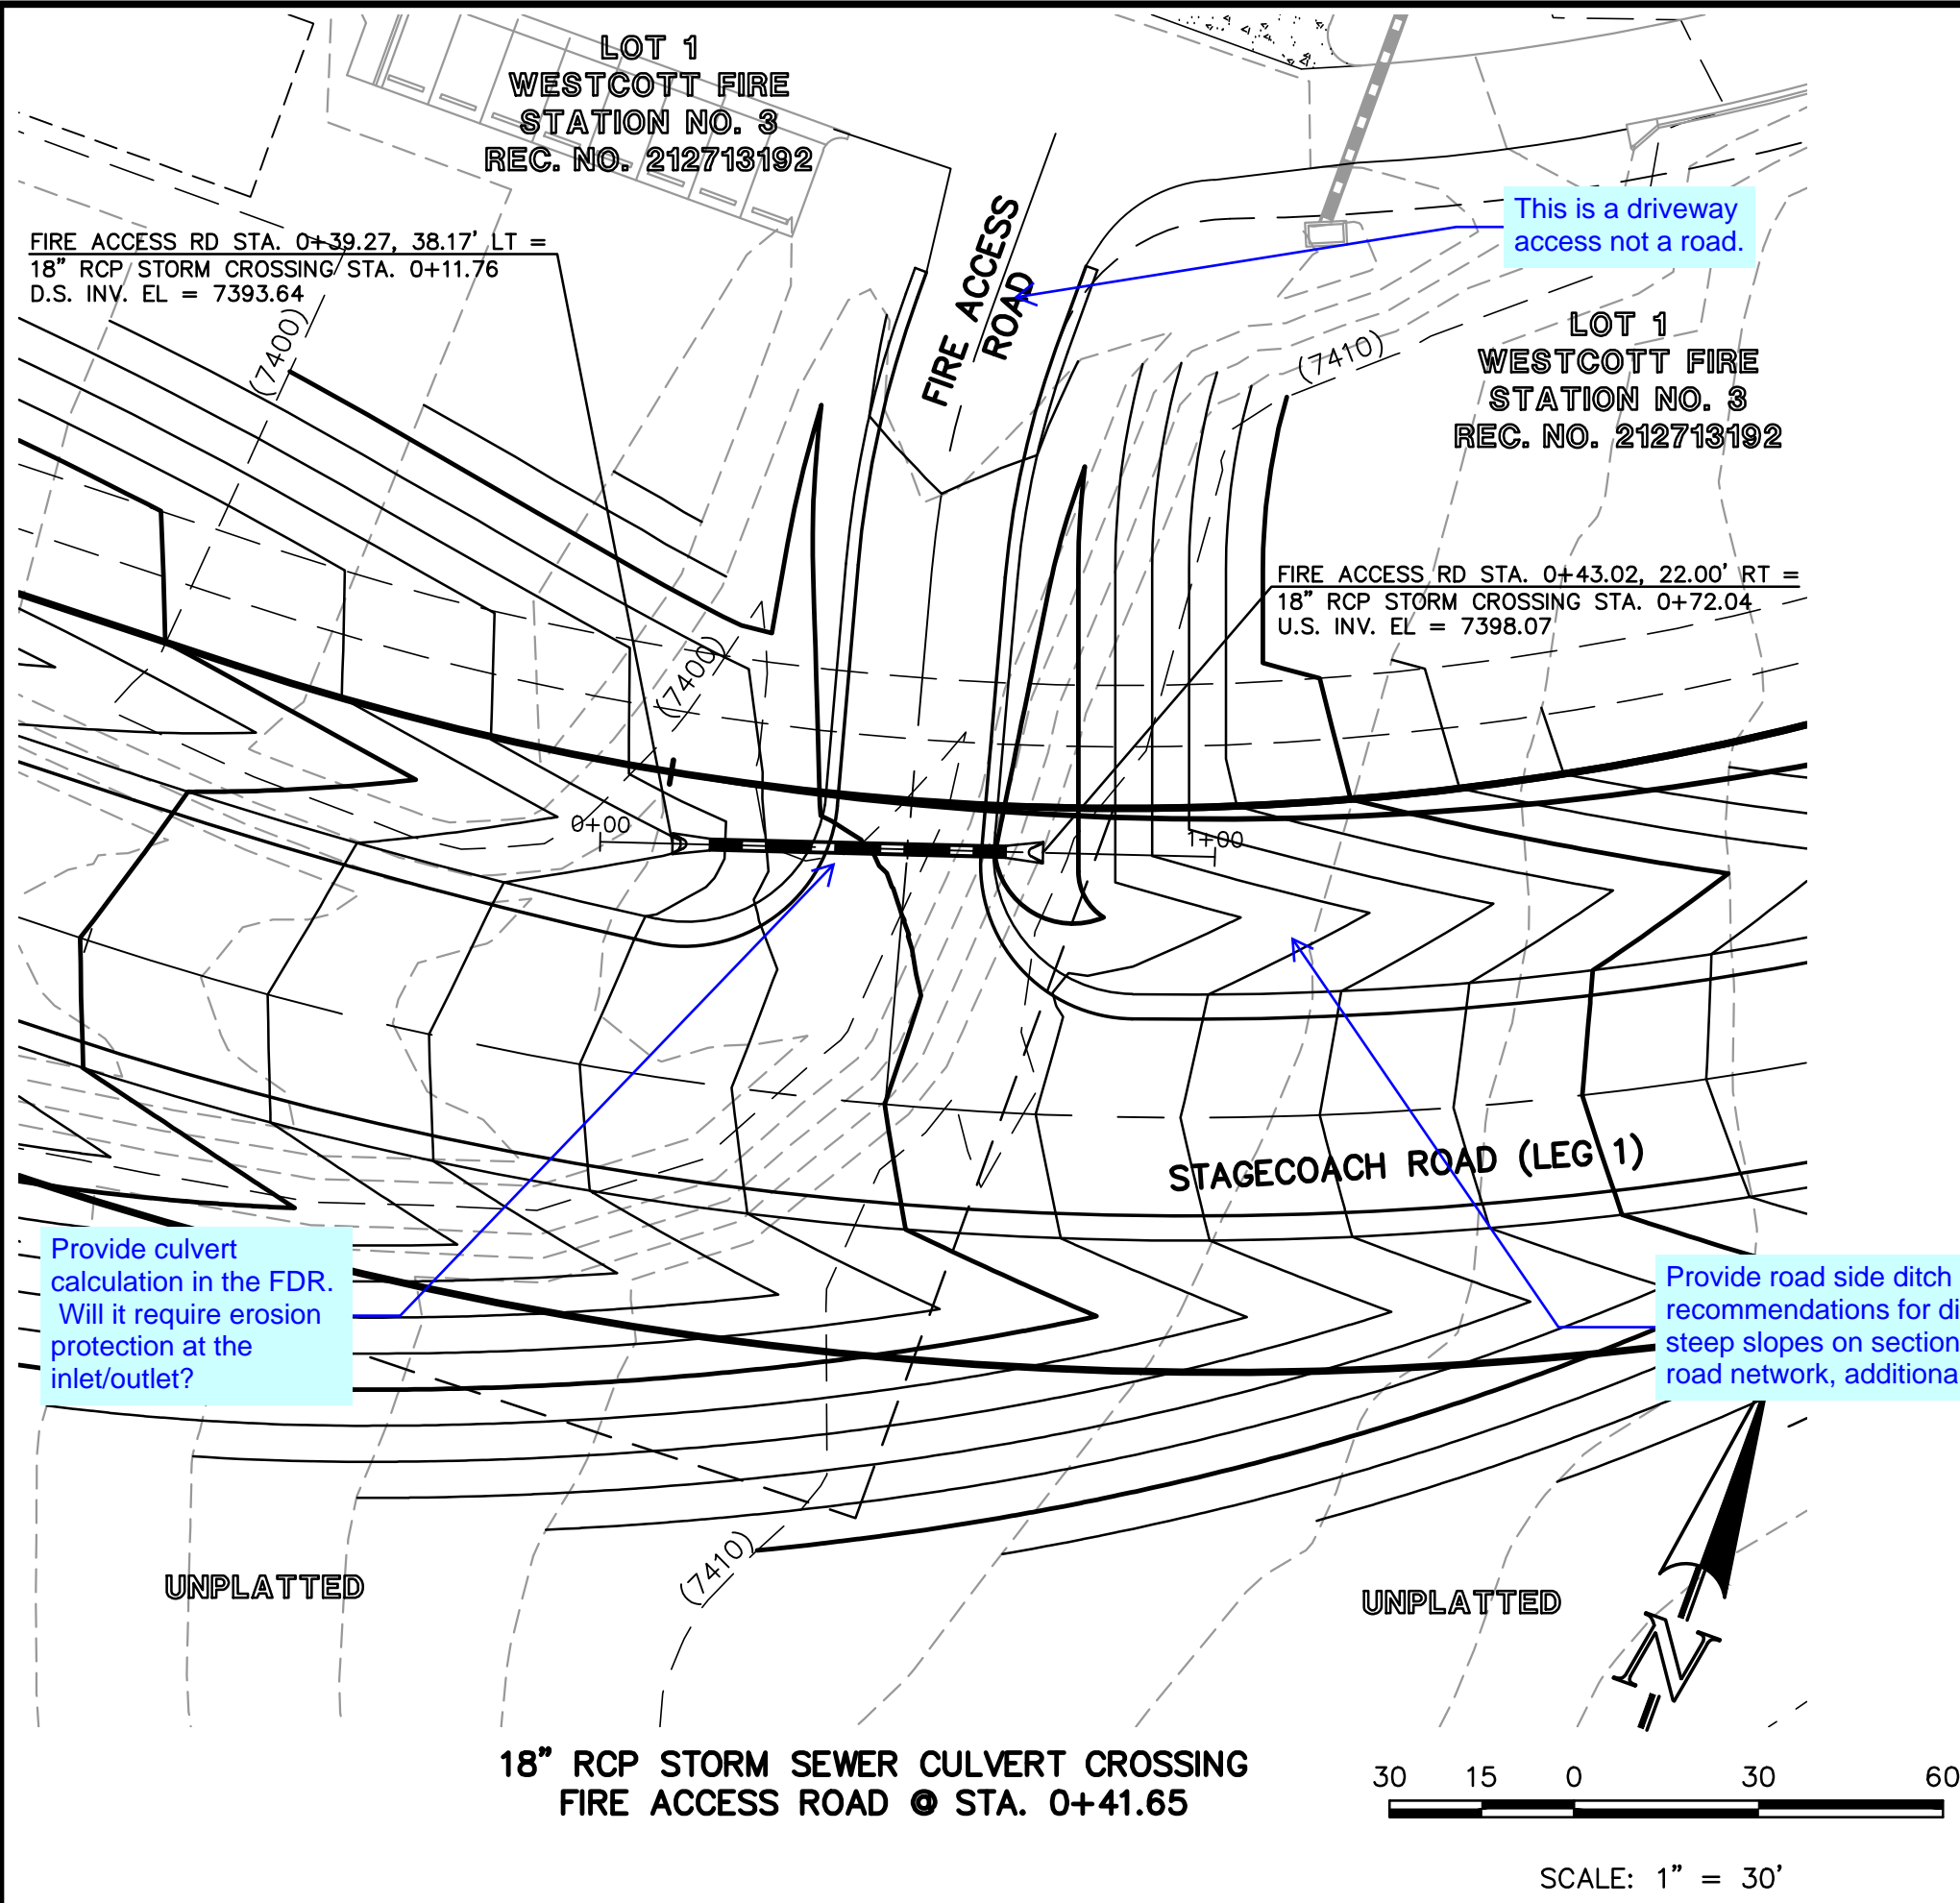 LOT 1
WESTCOTT FIRE
STATION NO. 3
REC. NO. 212713192
FIRE ACCESS RD STA. 0+39.27, 38.17' LT =
18" RCP STORM CROSSING STA. 0+11.76
D.S. INV. EL = 7393.64
(7400)
FIRE ACCESS
ROAD
This is a driveway
access not a road.
(7410)
LOT 1
WESTCOTT FIRE
STATION NO. 3
REC. NO. 212713192
FIRE ACCESS RD STA. 0+43.02, 22.00' RT =
18" RCP STORM CROSSING STA. 0+72.04
U.S. INV. EL = 7398.07
(7400)
0+00
1+00
STAGECOACH ROAD (LEG 1)
Provide culvert
calculation in the FDR.
Will it require erosion
protection at the
inlet/outlet?
Provide road side ditch
recommendations for di
steep slopes on section
road network, additiona
(7410)
UNPLATTED
UNPLATTED
N
18" RCP STORM SEWER CULVERT CROSSING
FIRE ACCESS ROAD @ STA. 0+41.65
30 15 0 30 60
SCALE: 1" = 30'